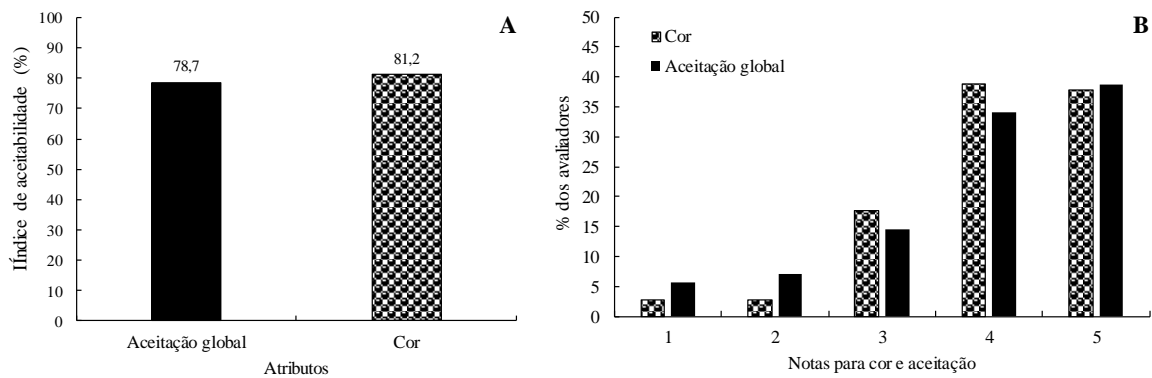 A
IÍndice de aceitabilidade (%)
100
90
80
70
60
50
40
30
20
10
0
78,7
81,2
Aceitação global
Cor
Atributos
B
% dos avaliadores
50
45
40
35
30
25
20
15
10
5
0
Cor
Aceitação global
1
2
3
4
5
Notas para cor e aceitação